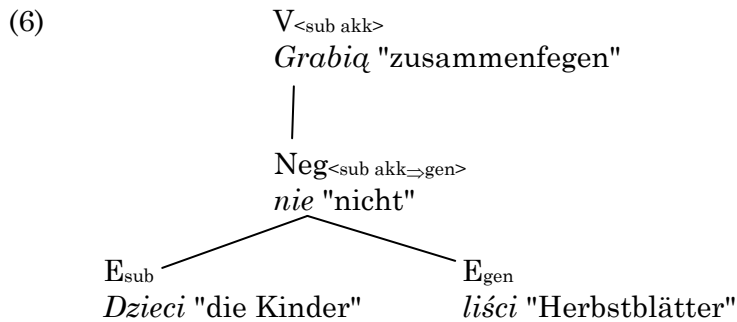 (6) V<sub akk>
Grabią "zusammenfegen"
Neg<sub akk⇒gen>
nie "nicht"
Esub Egen
Dzieci "die Kinder" liści "Herbstblätter"